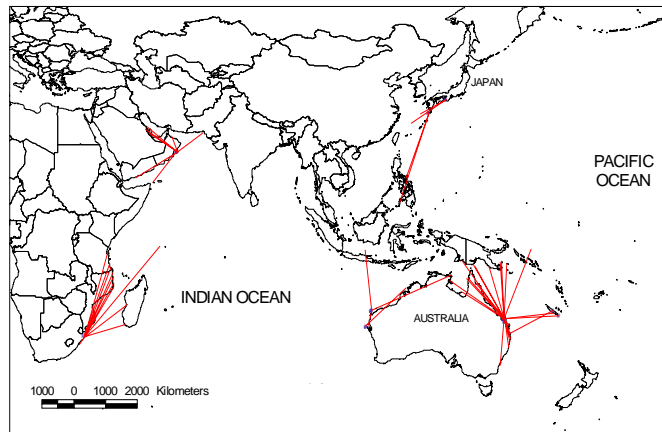 JAPAN
PACIFIC
OCEAN
INDIAN OCEAN
AUSTRALIA
1000 0 1000 2000 Kilometers